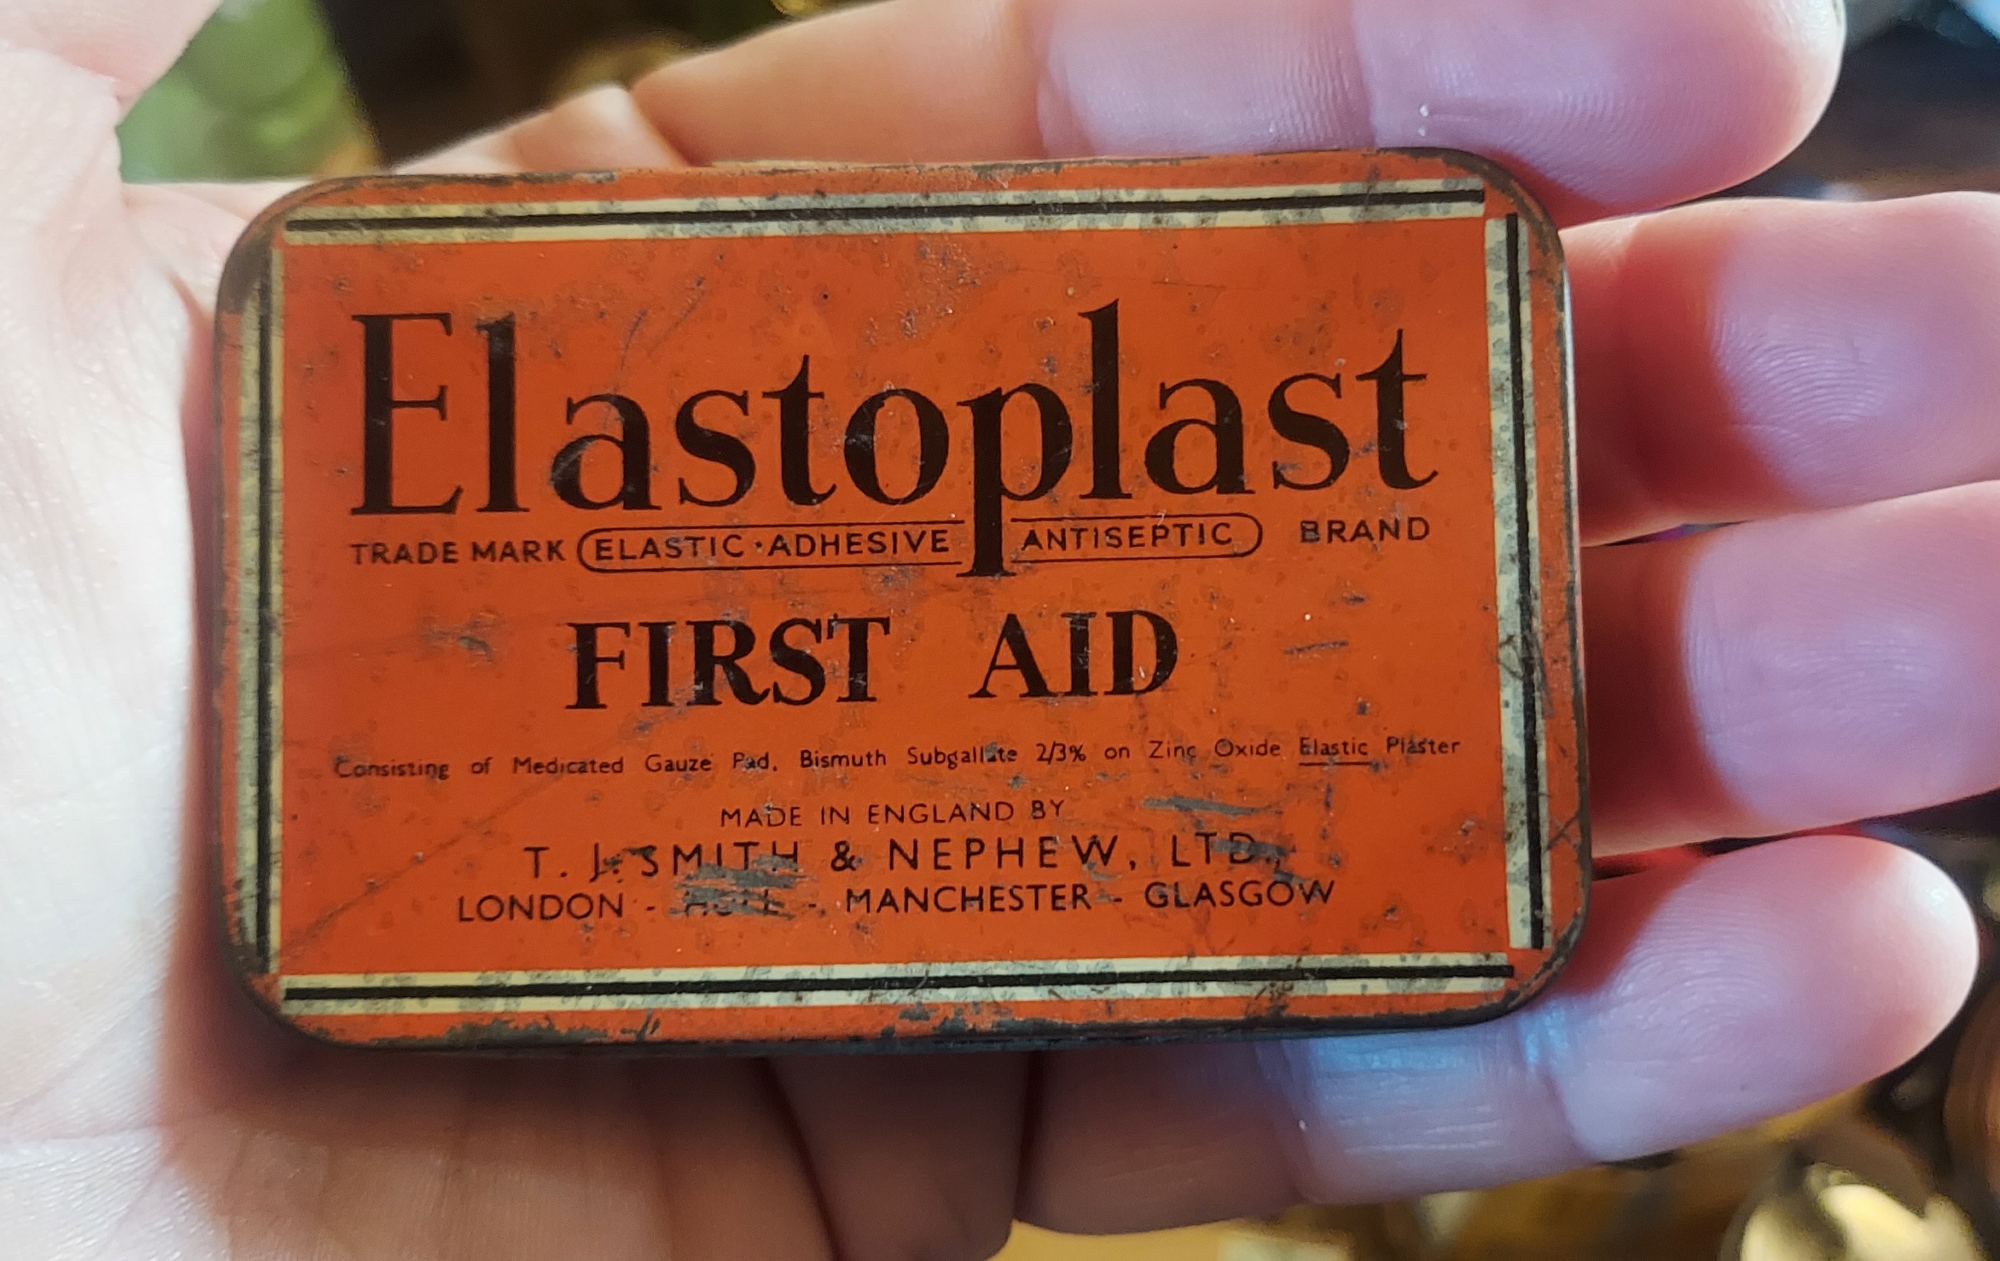 Elastoplast
TRADE MARK ELASTIC·ADHESIVE ANTISEPTIC BRAND
FIRST AID
Consisting of Medicated Gauze Pad, Bismuth Subgallate 2/3% on Zinc Oxide Elastic Plaster
MADE IN ENGLAND BY
T. J. SMITH & NEPHEW, LTD.,
LONDON - HULL - MANCHESTER - GLASGOW